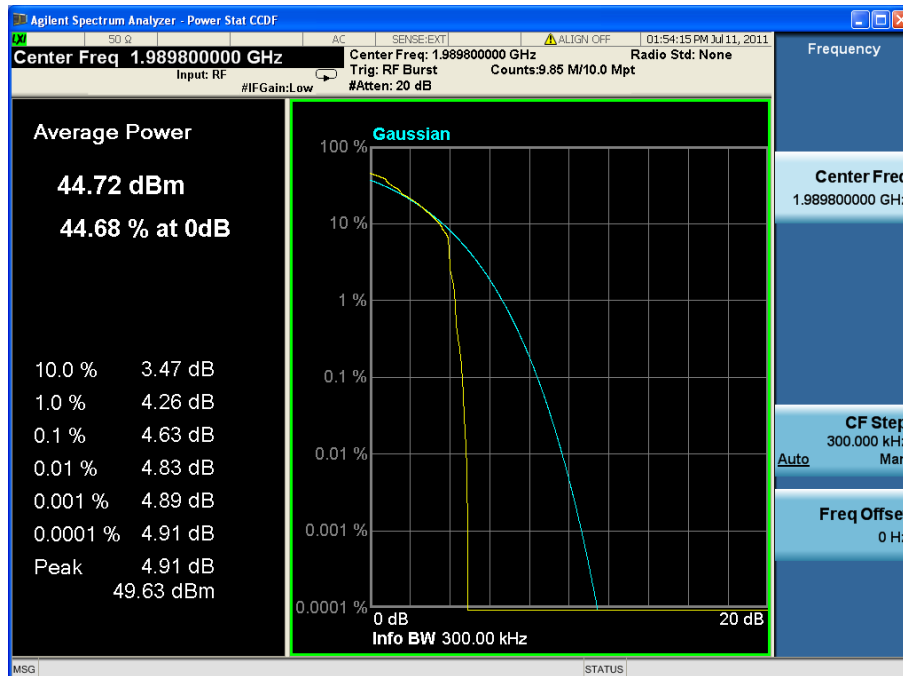 Agilent Spectrum Analyzer - Power Stat CCDF
LXI 50 Ω AC SENSE:EXT ALIGN OFF 01:54:15 PM Jul 11, 2011
Center Freq 1.989800000 GHz
Input: RF
#IFGain:Low
Center Freq: 1.989800000 GHz Radio Std: None
Trig: RF Burst Counts:9.85 M/10.0 Mpt
#Atten: 20 dB
Average Power
44.72 dBm
44.68 % at 0dB
10.0 % 3.47 dB
1.0 % 4.26 dB
0.1 % 4.63 dB
0.01 % 4.83 dB
0.001 % 4.89 dB
0.0001 % 4.91 dB
Peak 4.91 dB
49.63 dBm
Gaussian
100 %
10 %
1 %
0.1 %
0.01 %
0.001 %
0.0001 %
0 dB 20 dB
Info BW 300.00 kHz
Frequency
Center Freq
1.989800000 GHz
CF Step
300.000 kHz
Auto Man
Freq Offset
0 Hz
MSG STATUS